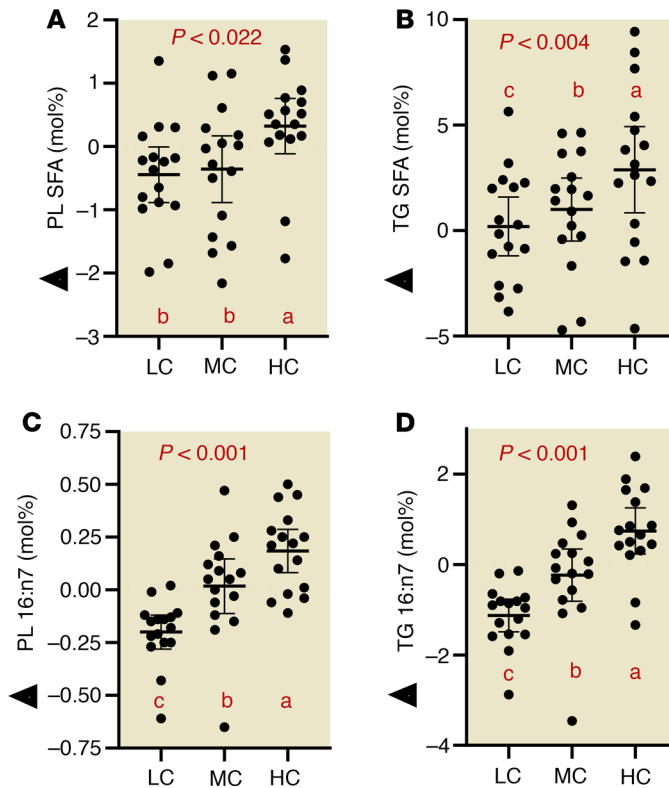 A
P < 0.022
PL SFA (mol%)
2
1
0
–1
–2
–3
b
b
a
LC
MC
HC
B
P < 0.004
TG SFA (mol%)
10
5
0
–5
c
b
a
LC
MC
HC
C
P < 0.001
PL 16:n7 (mol%)
0.75
0.50
0.25
0.00
–0.25
–0.50
–0.75
c
b
a
LC
MC
HC
D
P < 0.001
TG 16:n7 (mol%)
2
0
–2
–4
c
b
a
LC
MC
HC